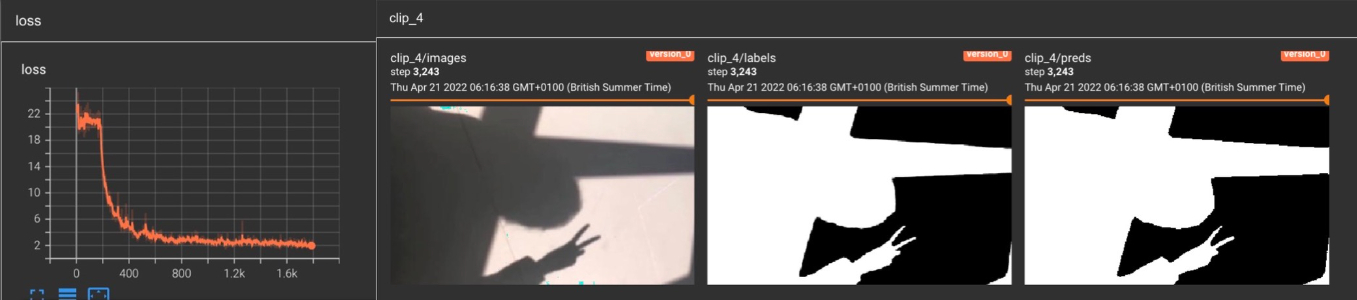 loss
clip_4
loss
22
18
14
10
6
2
0
400
800
1.2k
1.6k
clip_4/images
version_0
step 3,243
Thu Apr 21 2022 06:16:38 GMT+0100 (British Summer Time)
clip_4/labels
version_0
step 3,243
Thu Apr 21 2022 06:16:38 GMT+0100 (British Summer Time)
clip_4/preds
version_0
step 3,243
Thu Apr 21 2022 06:16:38 GMT+0100 (British Summer Time)